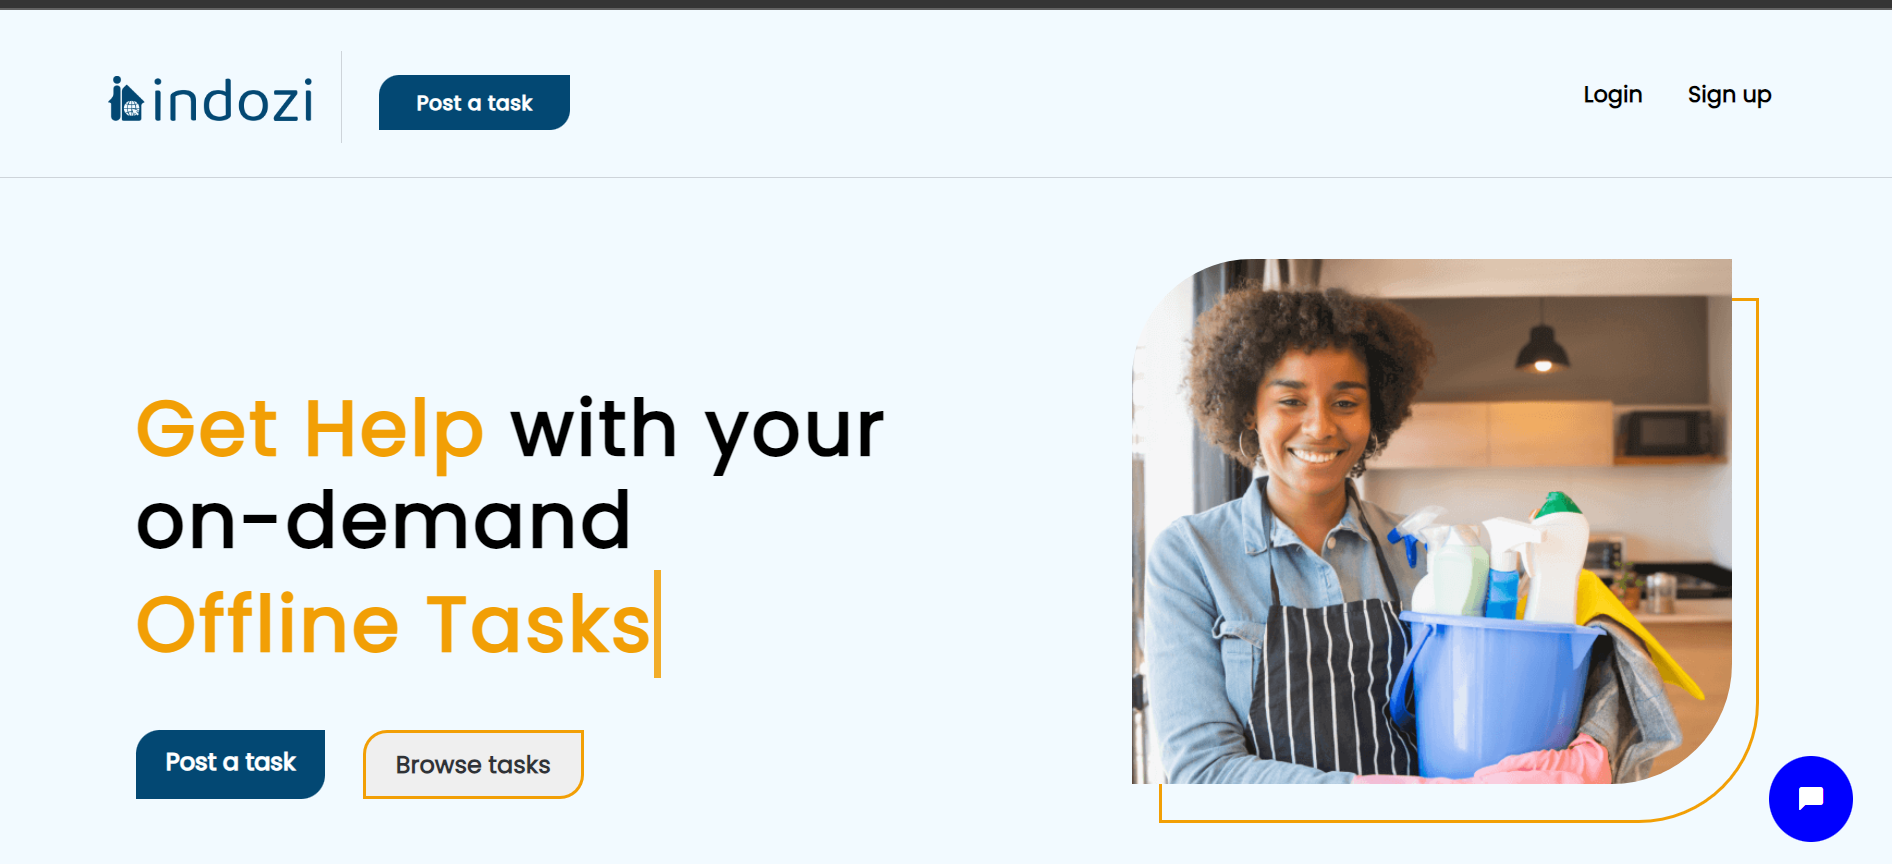 indozi
Post a task
Login
Sign up
Get Help with your
on-demand
Offline Tasks
Post a task
Browse tasks